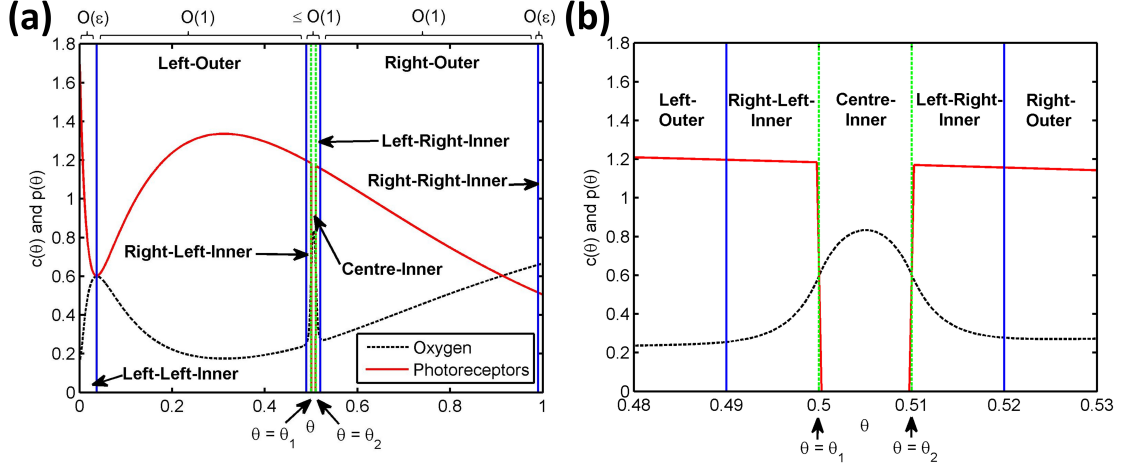 (a)
O(ε) O(1) ≤ O(1) O(1) O(ε)
1.8
1.6
1.4
1.2
1
0.8
0.6
0.4
0.2
0
c(θ) and p(θ)
Left-Outer
Right-Outer
Left-Right-Inner
Right-Right-Inner
Right-Left-Inner
Centre-Inner
Left-Left-Inner
Oxygen
Photoreceptors
0 0.2 0.4 0.6 0.8 1
θ = θ1 θ θ = θ2
(b)
1.8
1.6
1.4
1.2
1
0.8
0.6
0.4
0.2
0
c(θ) and p(θ)
Left-
Outer
Right-Left-
Inner
Centre-
Inner
Left-Right-
Inner
Right-
Outer
0.48 0.49 0.5 0.51 0.52 0.53
θ = θ1 θ θ = θ2